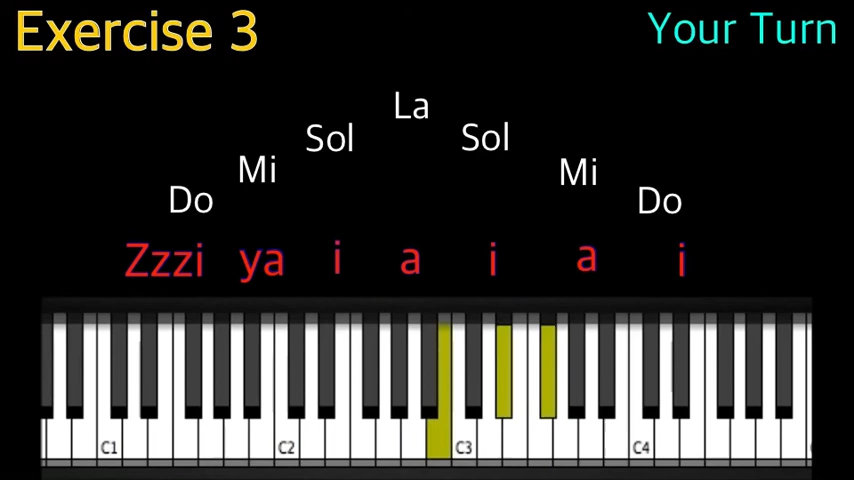 Exercise 3
Your Turn
Do Mi Sol La Sol Mi Do
Zzzi ya i a i a i
C1 C2 C3 C4